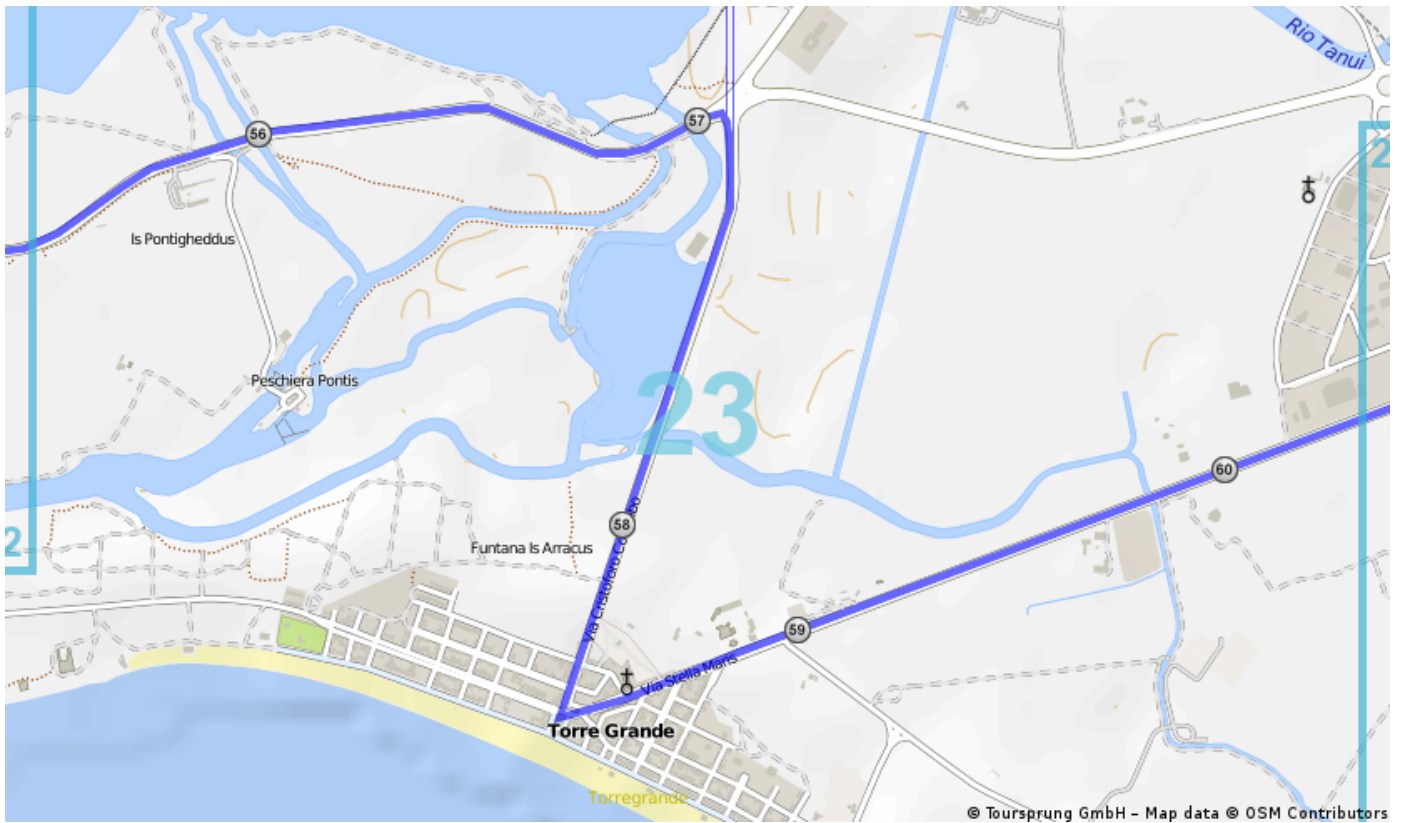 Rio Tanui
56
57
2
Is Pontigheddus
Peschiera Pontis
23
60
58
2
Funtana Is Arracus
59
Via Stella Maris
Torre Grande
Torregrande
© Toursprung GmbH – Map data © OSM Contributors